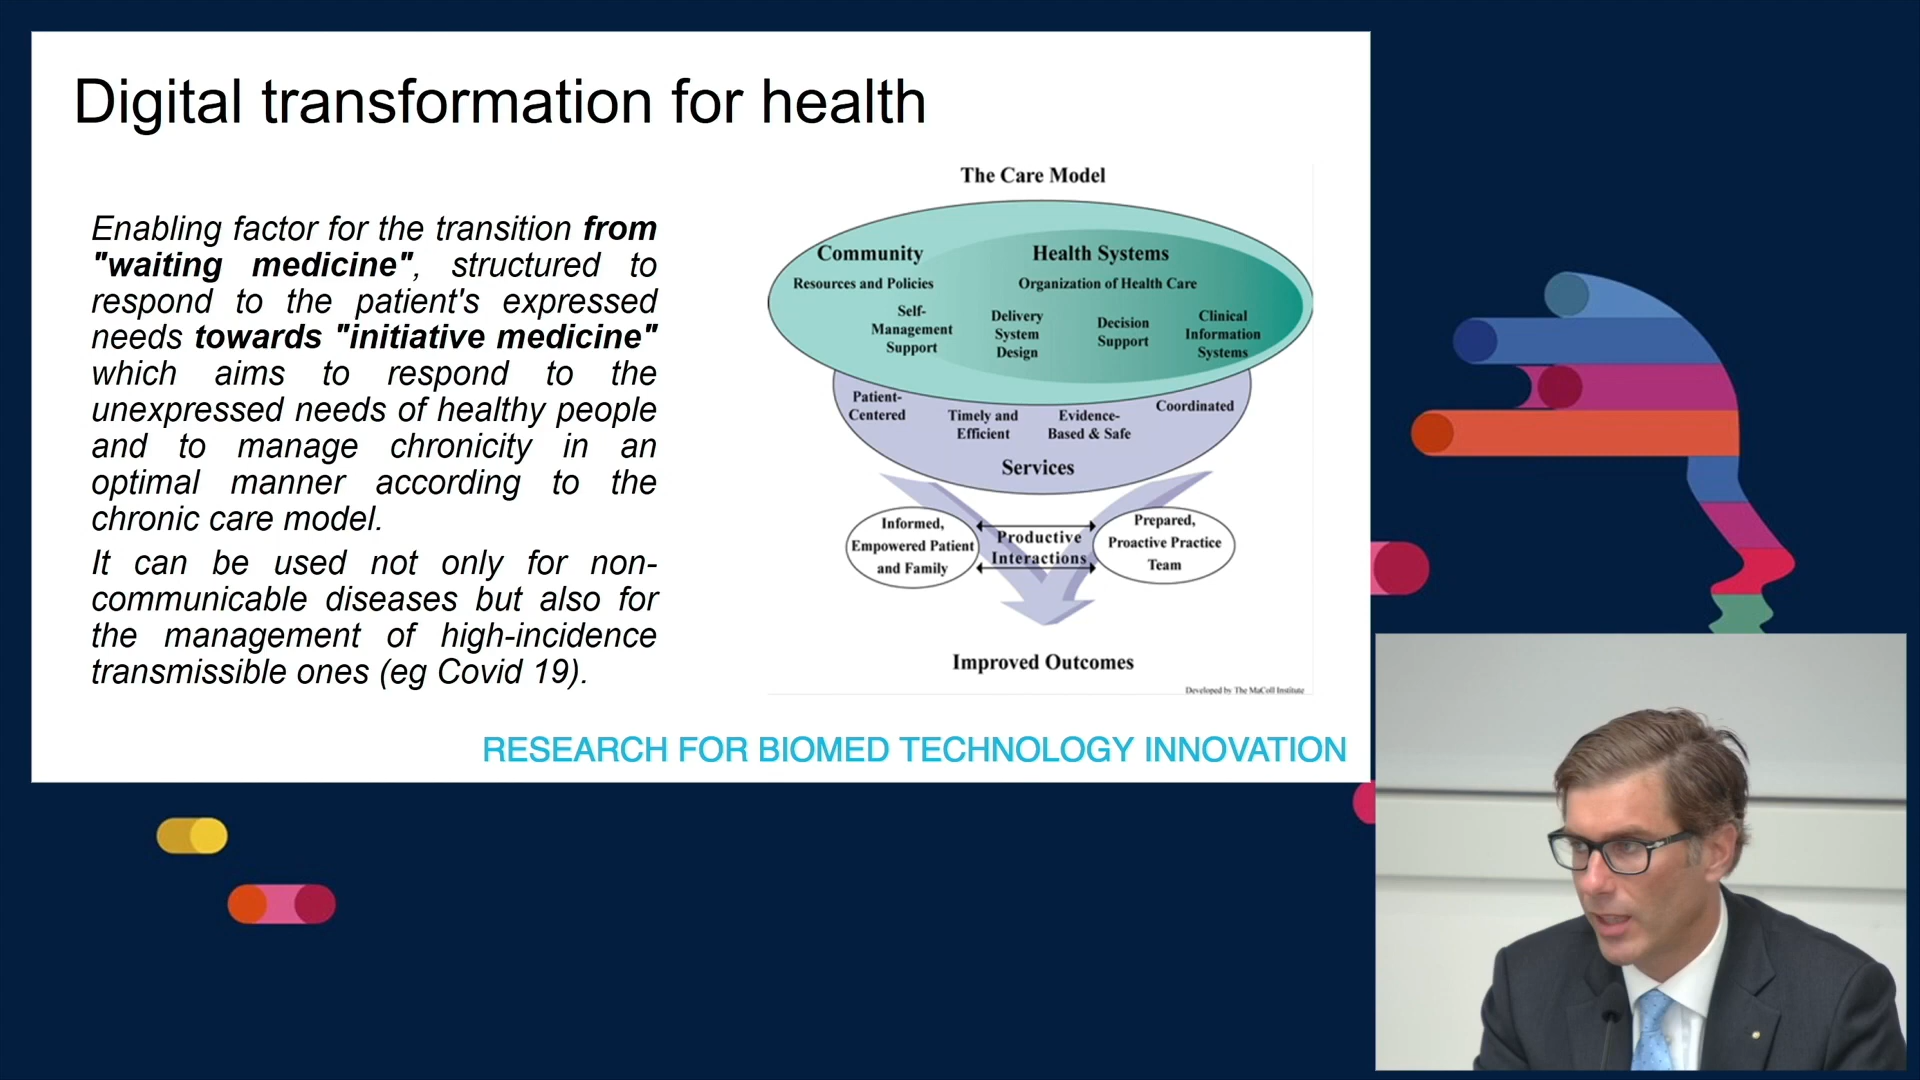 Digital transformation for health
Enabling factor for the transition from
"waiting medicine", structured to
respond to the patient's expressed
needs towards "initiative medicine"
which aims to respond to the
unexpressed needs of healthy people
and to manage chronicity in an
optimal manner according to the
chronic care model.
It can be used not only for non-
communicable diseases but also for
the management of high-incidence
transmissible ones (eg Covid 19).
The Care Model
Community
Resources and Policies
Health Systems
Organization of Health Care
Self-
Management
Support
Delivery
System
Design
Decision
Support
Clinical
Information
Systems
Patient-
Centered
Timely and
Efficient
Evidence-
Based & Safe
Coordinated
Services
Informed,
Empowered Patient
and Family
Productive
Interactions
Prepared,
Proactive Practice
Team
Improved Outcomes
Developed by The MacColl Institute
RESEARCH FOR BIOMED TECHNOLOGY INNOVATION